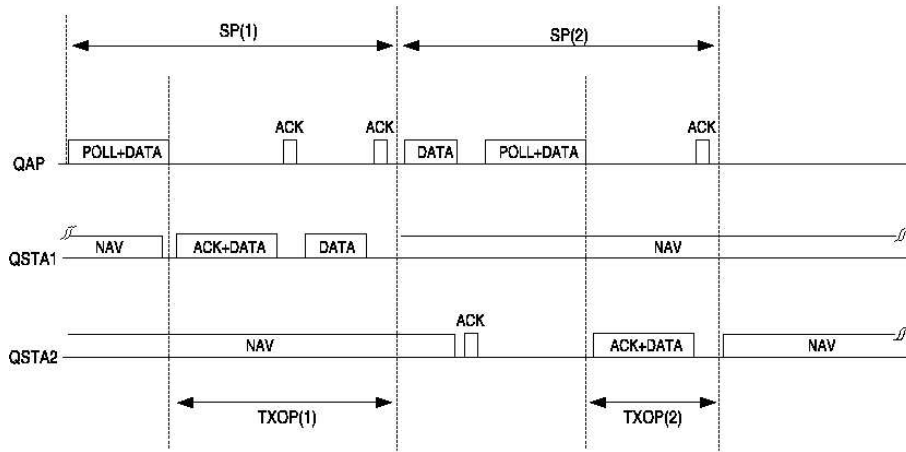 SP(1)
SP(2)
ACK
ACK
ACK
QAP
POLL+DATA
DATA
POLL+DATA
QSTA1
NAV
ACK+DATA
DATA
NAV
ACK
QSTA2
NAV
ACK+DATA
NAV
TXOP(1)
TXOP(2)